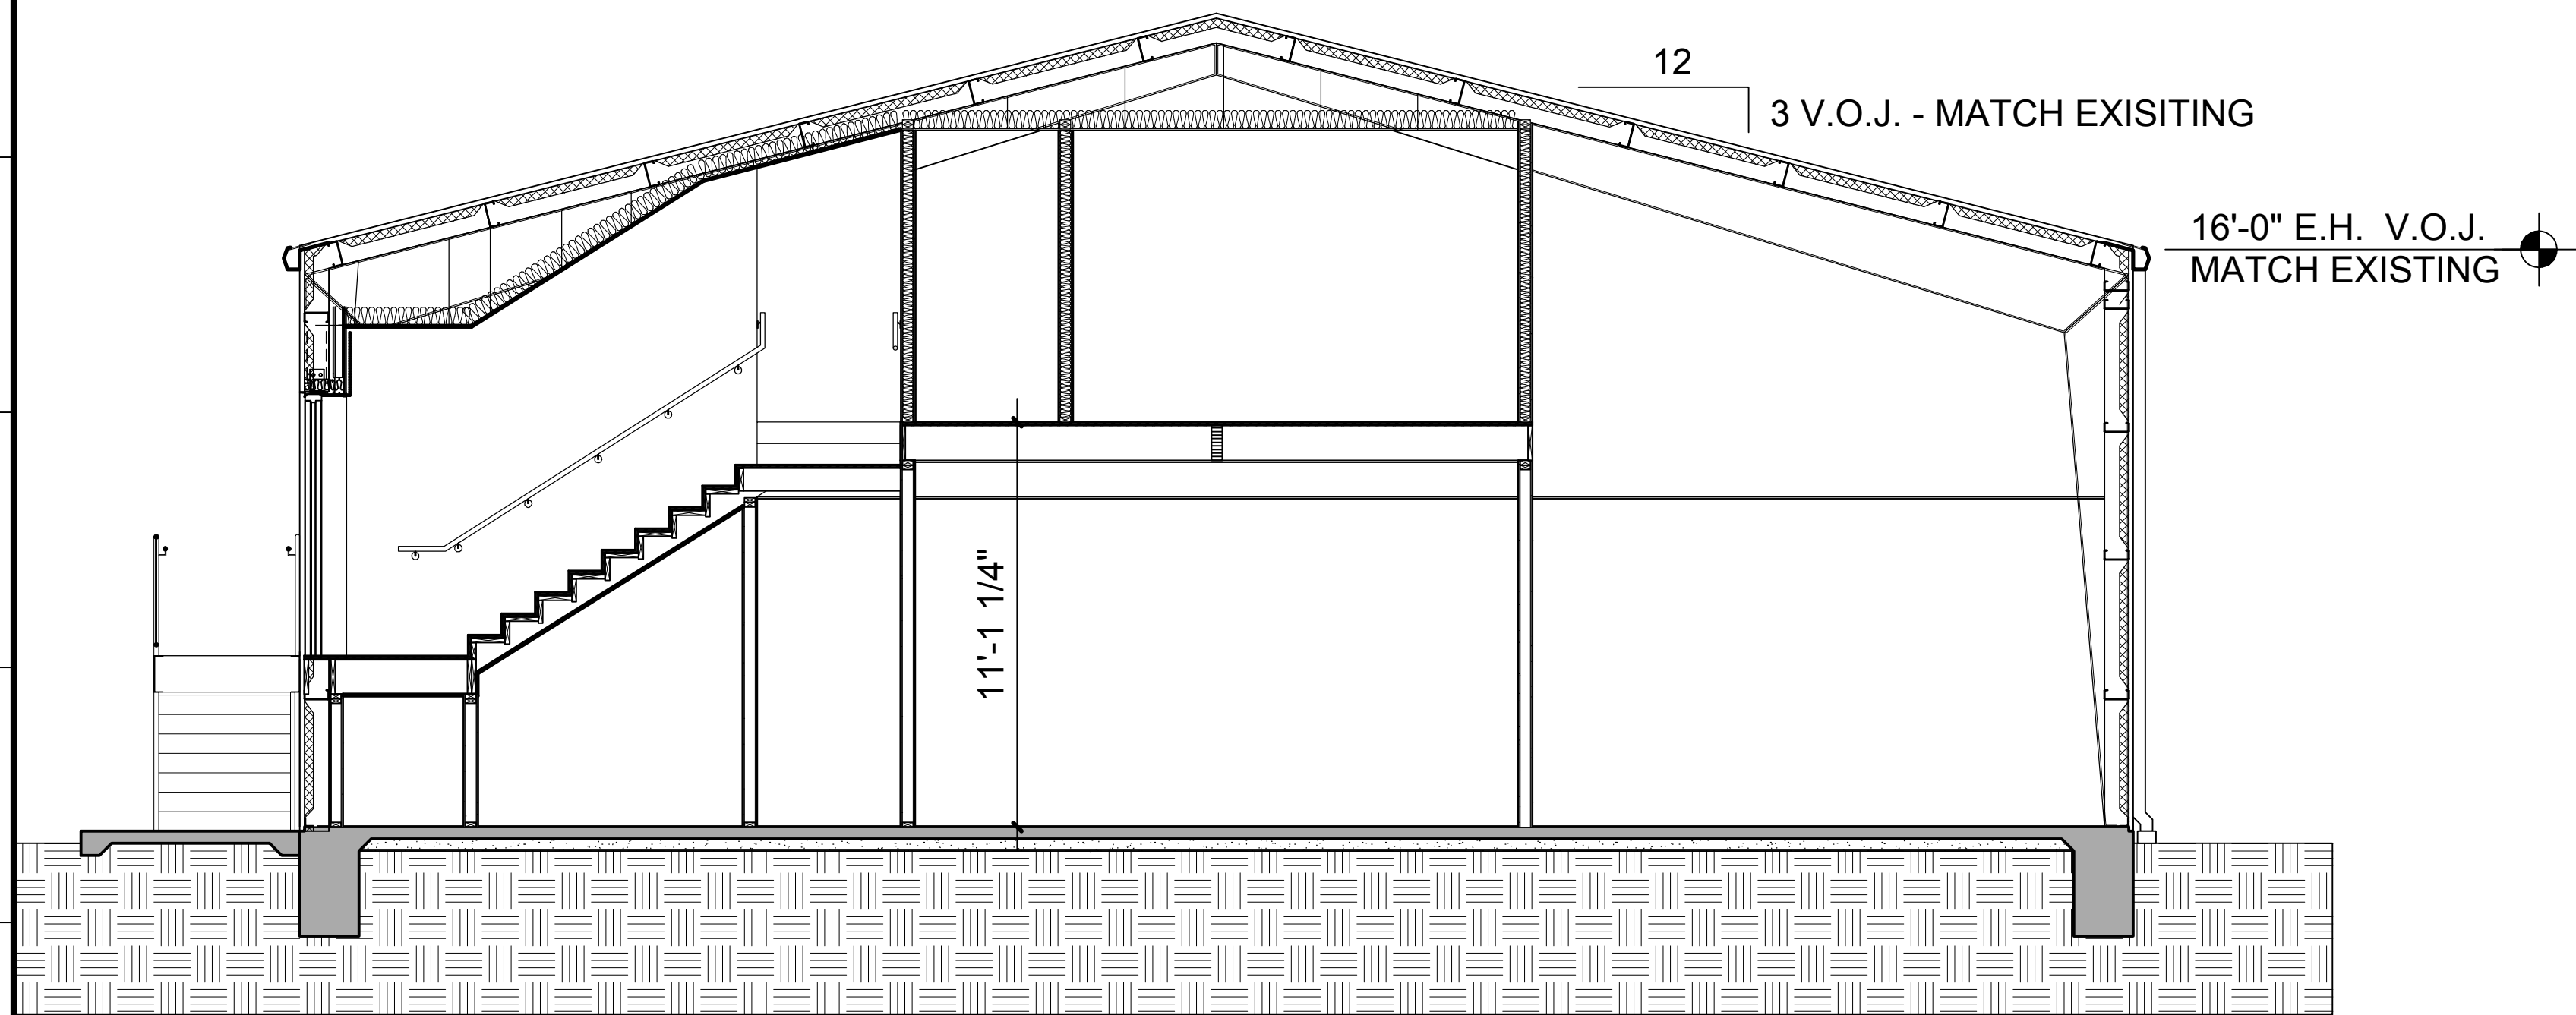 12
3 V.O.J. - MATCH EXISITING
16'-0" E.H. V.O.J.
MATCH EXISTING
11'-1 1/4"